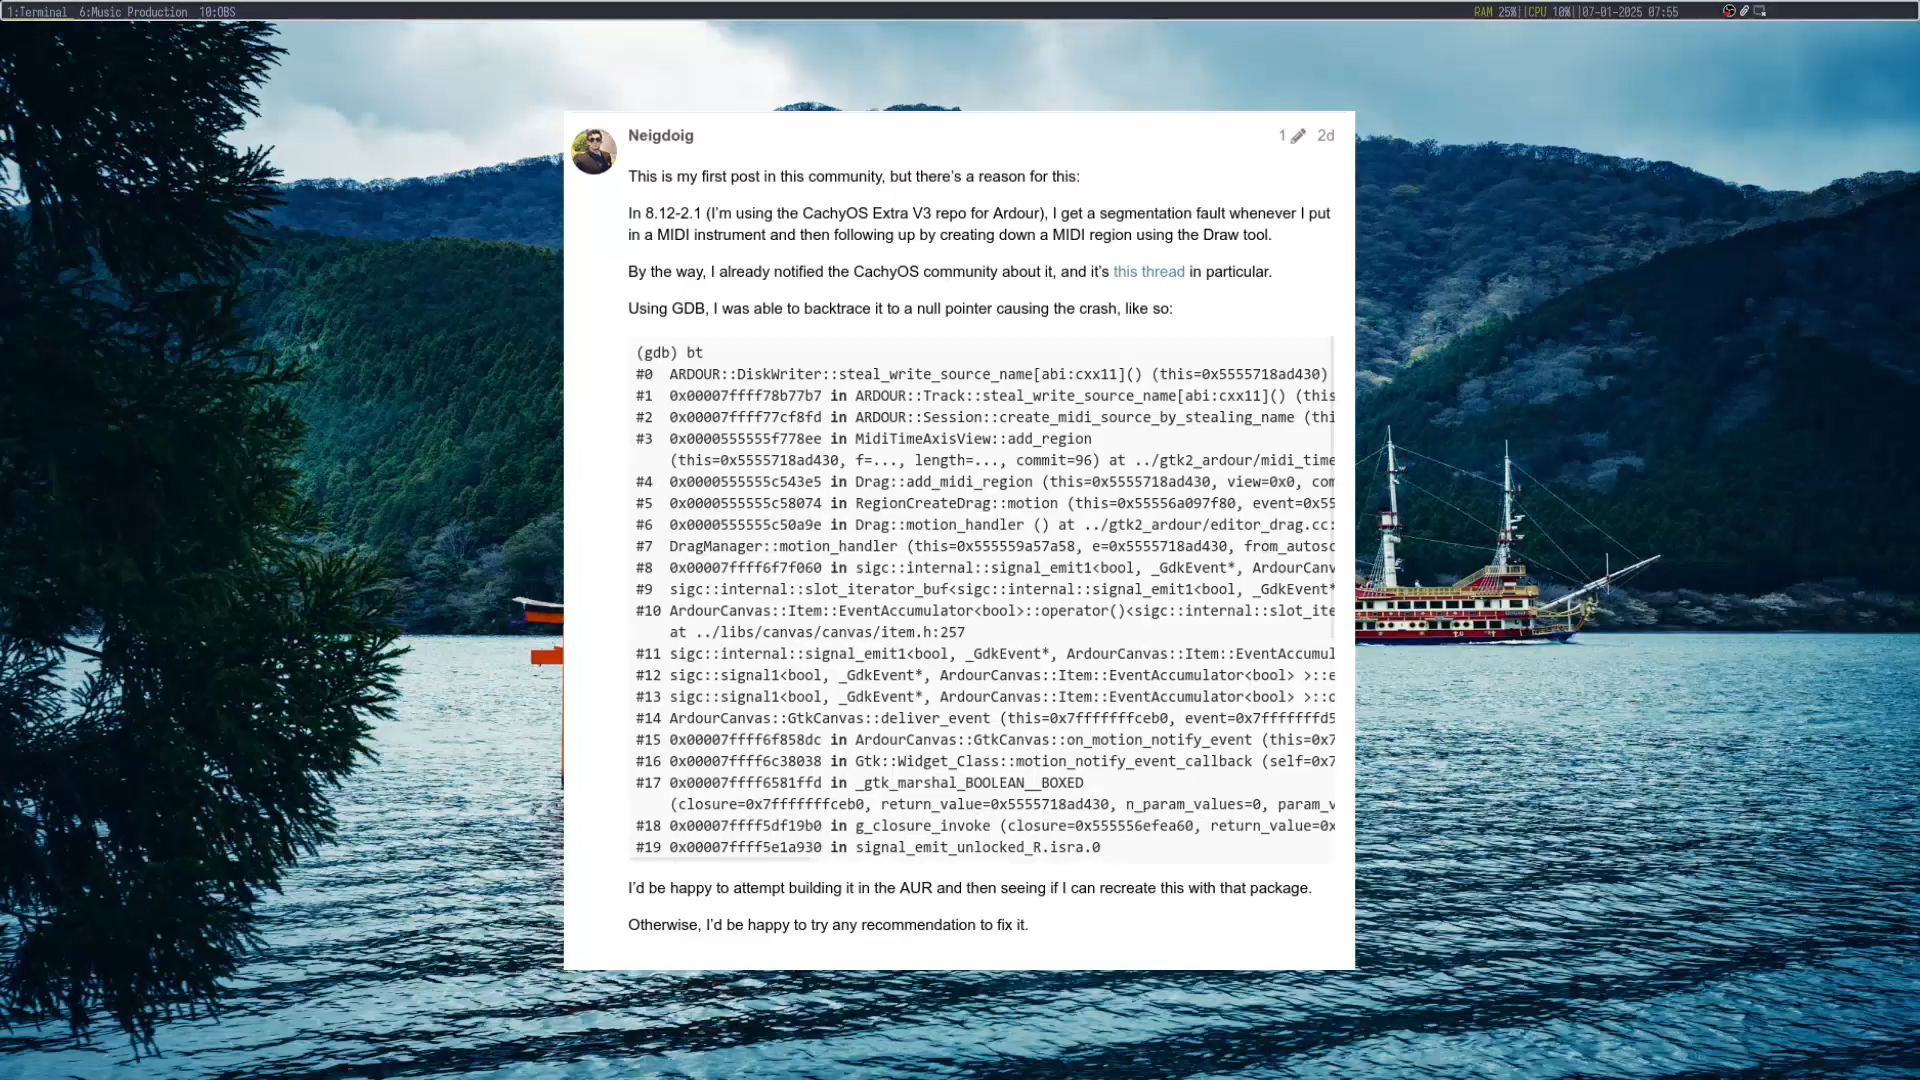 1:Terminal 6:Music Production 10:OBS
RAM 25%||CPU 10%||07-01-2025 07:55
Neigdoig
1 2d
This is my first post in this community, but there’s a reason for this:
In 8.12-2.1 (I’m using the CachyOS Extra V3 repo for Ardour), I get a segmentation fault whenever I put
in a MIDI instrument and then following up by creating down a MIDI region using the Draw tool.
By the way, I already notified the CachyOS community about it, and it’s this thread in particular.
Using GDB, I was able to backtrace it to a null pointer causing the crash, like so:
(gdb) bt
#0 ARDOUR::DiskWriter::steal_write_source_name[abi:cxx11]() (this=0x5555718ad430)
#1 0x00007ffff78b77b7 in ARDOUR::Track::steal_write_source_name[abi:cxx11]() (this
#2 0x00007ffff77cf8fd in ARDOUR::Session::create_midi_source_by_stealing_name (thi
#3 0x0000555555f778ee in MidiTimeAxisView::add_region
(this=0x5555718ad430, f=..., length=..., commit=96) at ../gtk2_ardour/midi_time
#4 0x0000555555c543e5 in Drag::add_midi_region (this=0x5555718ad430, view=0x0, com
#5 0x0000555555c58074 in RegionCreateDrag::motion (this=0x55556a097f80, event=0x55
#6 0x0000555555c50a9e in Drag::motion_handler () at ../gtk2_ardour/editor_drag.cc:
#7 DragManager::motion_handler (this=0x555559a57a58, e=0x5555718ad430, from_autosc
#8 0x00007ffff6f7f060 in sigc::internal::signal_emit1<bool, _GdkEvent*, ArdourCanv
#9 sigc::internal::slot_iterator_buf<sigc::internal::signal_emit1<bool, _GdkEvent*
#10 ArdourCanvas::Item::EventAccumulator<bool>::operator()<sigc::internal::slot_ite
at ../libs/canvas/canvas/item.h:257
#11 sigc::internal::signal_emit1<bool, _GdkEvent*, ArdourCanvas::Item::EventAccumul
#12 sigc::signal1<bool, _GdkEvent*, ArdourCanvas::Item::EventAccumulator<bool> >::e
#13 sigc::signal1<bool, _GdkEvent*, ArdourCanvas::Item::EventAccumulator<bool> >::o
#14 ArdourCanvas::GtkCanvas::deliver_event (this=0x7fffffffceb0, event=0x7fffffffd5
#15 0x00007ffff6f858dc in ArdourCanvas::GtkCanvas::on_motion_notify_event (this=0x7
#16 0x00007ffff6c38038 in Gtk::Widget_Class::motion_notify_event_callback (self=0x7
#17 0x00007ffff6581ffd in _gtk_marshal_BOOLEAN__BOXED
(closure=0x7fffffffceb0, return_value=0x5555718ad430, n_param_values=0, param_v
#18 0x00007ffff5df19b0 in g_closure_invoke (closure=0x555556efea60, return_value=0x
#19 0x00007ffff5e1a930 in signal_emit_unlocked_R.isra.0
I’d be happy to attempt building it in the AUR and then seeing if I can recreate this with that package.
Otherwise, I’d be happy to try any recommendation to fix it.